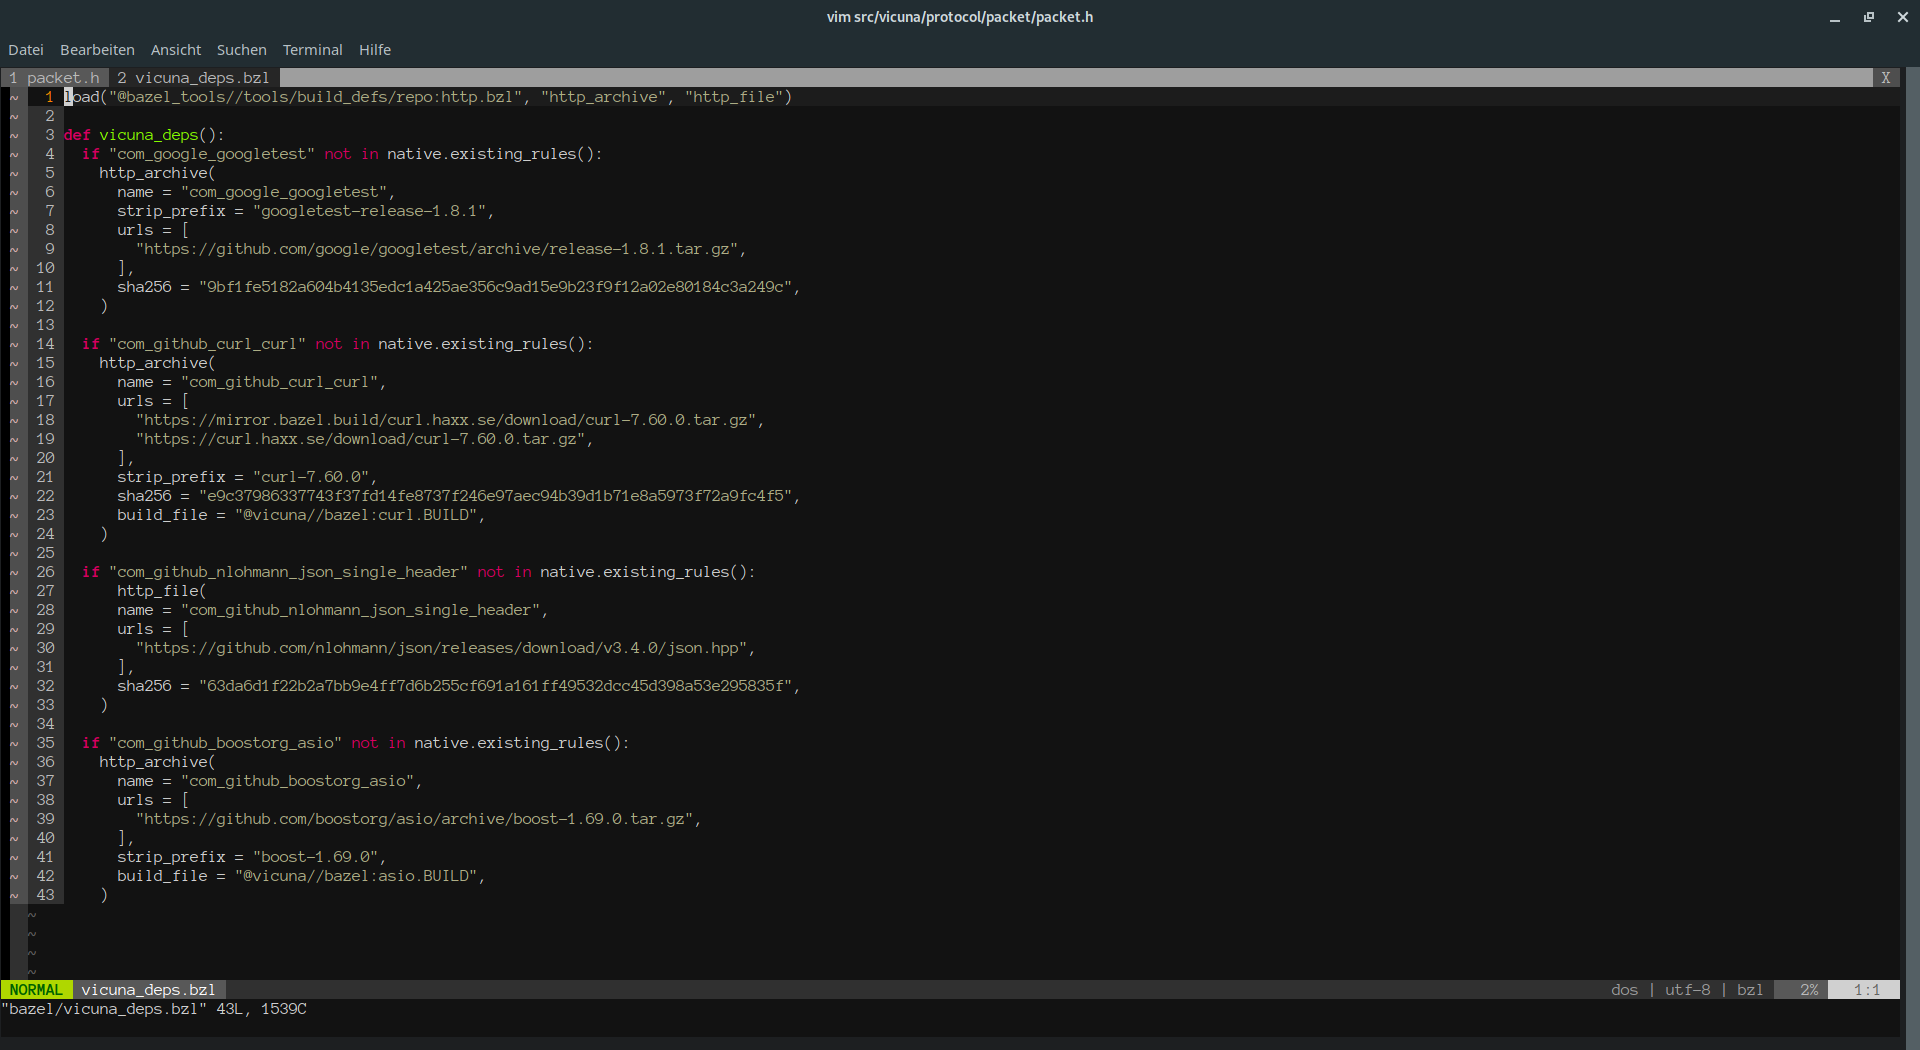 vim src/vicuna/protocol/packet/packet.h
Datei Bearbeiten Ansicht Suchen Terminal Hilfe
1 packet.h 2 vicuna_deps.bzl X
~ 1 load("@bazel_tools//tools/build_defs/repo:http.bzl", "http_archive", "http_file")
~ 2
~ 3 def vicuna_deps():
~ 4 if "com_google_googletest" not in native.existing_rules():
~ 5 http_archive(
~ 6 name = "com_google_googletest",
~ 7 strip_prefix = "googletest-release-1.8.1",
~ 8 urls = [
~ 9 "https://github.com/google/googletest/archive/release-1.8.1.tar.gz",
~ 10 ],
~ 11 sha256 = "9bf1fe5182a604b4135edc1a425ae356c9ad15e9b23f9f12a02e80184c3a249c",
~ 12 )
~ 13
~ 14 if "com_github_curl_curl" not in native.existing_rules():
~ 15 http_archive(
~ 16 name = "com_github_curl_curl",
~ 17 urls = [
~ 18 "https://mirror.bazel.build/curl.haxx.se/download/curl-7.60.0.tar.gz",
~ 19 "https://curl.haxx.se/download/curl-7.60.0.tar.gz",
~ 20 ],
~ 21 strip_prefix = "curl-7.60.0",
~ 22 sha256 = "e9c37986337743f37fd14fe8737f246e97aec94b39d1b71e8a5973f72a9fc4f5",
~ 23 build_file = "@vicuna//bazel:curl.BUILD",
~ 24 )
~ 25
~ 26 if "com_github_nlohmann_json_single_header" not in native.existing_rules():
~ 27 http_file(
~ 28 name = "com_github_nlohmann_json_single_header",
~ 29 urls = [
~ 30 "https://github.com/nlohmann/json/releases/download/v3.4.0/json.hpp",
~ 31 ],
~ 32 sha256 = "63da6d1f22b2a7bb9e4ff7d6b255cf691a161ff49532dcc45d398a53e295835f",
~ 33 )
~ 34
~ 35 if "com_github_boostorg_asio" not in native.existing_rules():
~ 36 http_archive(
~ 37 name = "com_github_boostorg_asio",
~ 38 urls = [
~ 39 "https://github.com/boostorg/asio/archive/boost-1.69.0.tar.gz",
~ 40 ],
~ 41 strip_prefix = "boost-1.69.0",
~ 42 build_file = "@vicuna//bazel:asio.BUILD",
~ 43 )
~
~
~
~
NORMAL vicuna_deps.bzl dos | utf-8 | bzl 2% 1:1
"bazel/vicuna_deps.bzl" 43L, 1539C